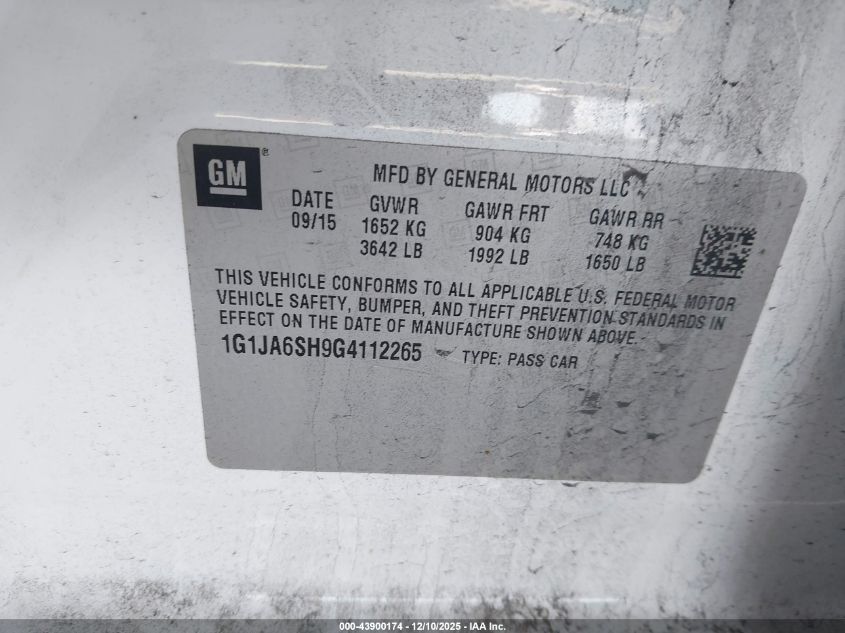 GM®
MFD BY GENERAL MOTORS LLC
DATE GVWR GAWR FRT GAWR RR
09/15 1652 KG 904 KG 748 KG
3642 LB 1992 LB 1650 LB
THIS VEHICLE CONFORMS TO ALL APPLICABLE U.S. FEDERAL MOTOR
VEHICLE SAFETY, BUMPER, AND THEFT PREVENTION STANDARDS IN
EFFECT ON THE DATE OF MANUFACTURE SHOWN ABOVE.
1G1JA6SH9G4112265 TYPE: PASS CAR
000-43900174 - 12/10/2025 - IAA Inc.